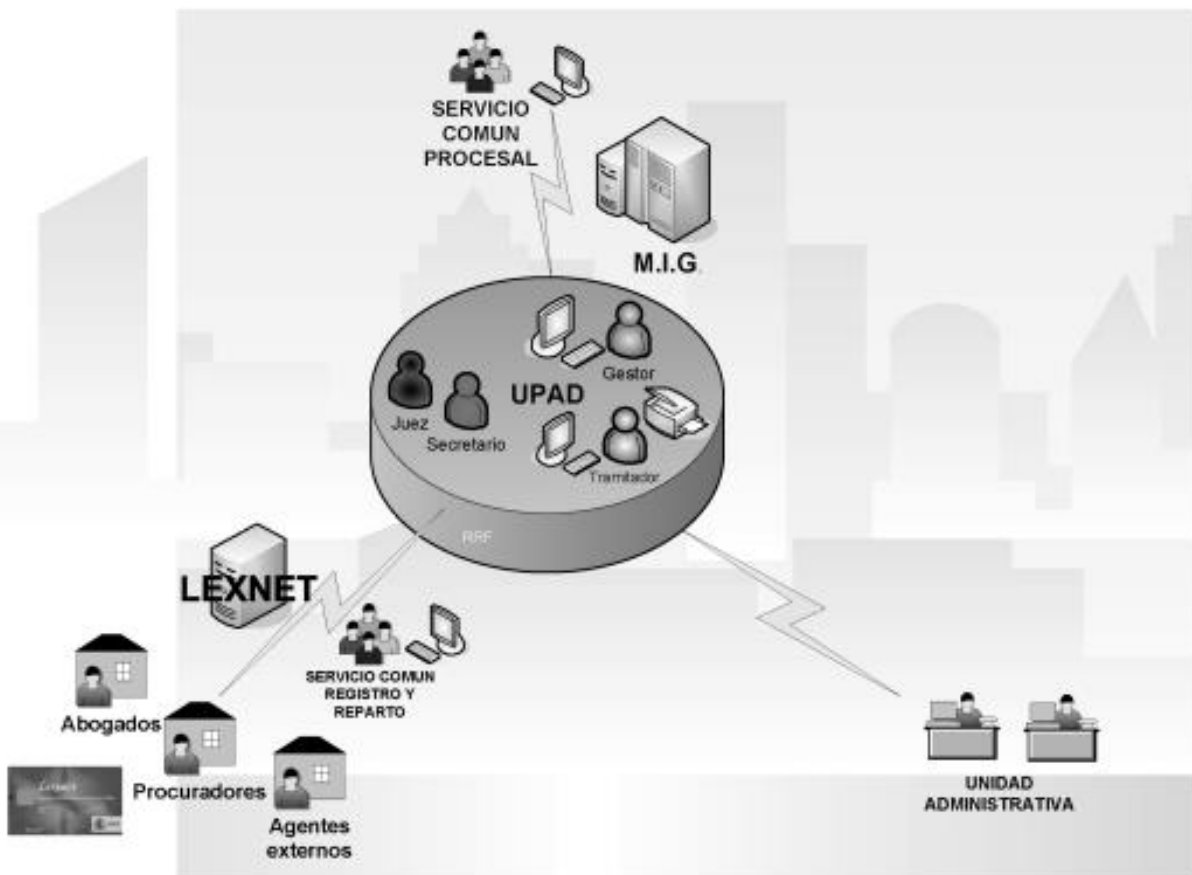 SERVICIO
COMUN
PROCESAL
M.I.G.
Gestor
UPAD
Juez
Secretario
Tramitador
RRF
LEXNET
SERVICIO COMUN
REGISTRO Y
REPARTO
Abogados
Procuradores
Agentes
externos
UNIDAD
ADMINISTRATIVA
Lexnet